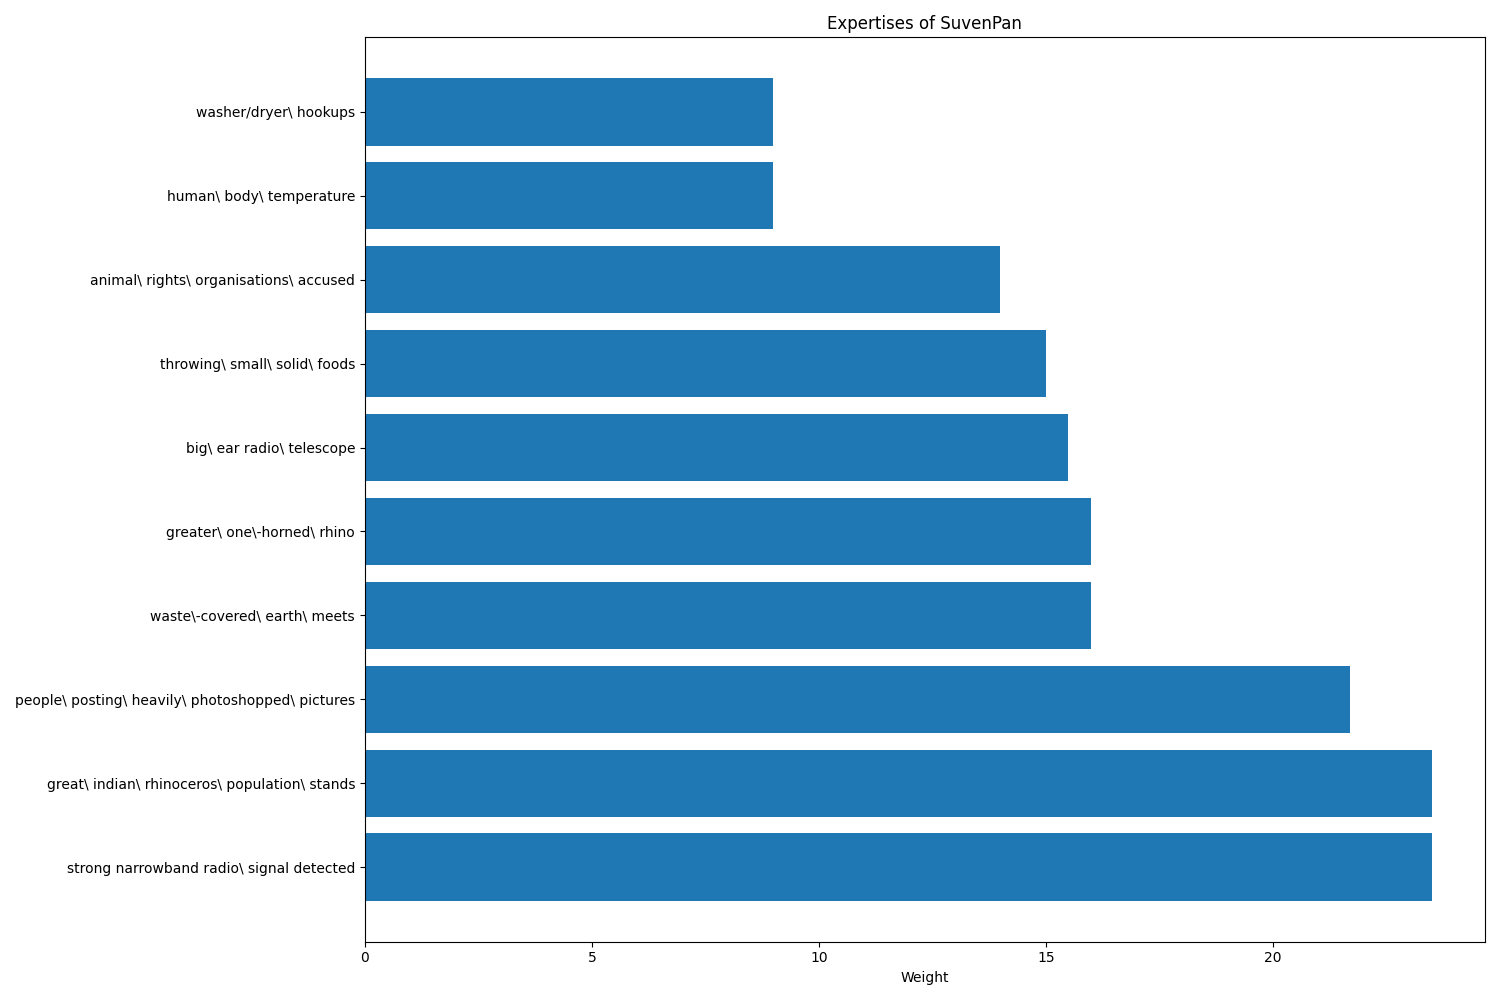 Expertises of SuvenPan
washer/dryer\ hookups
human\ body\ temperature
animal\ rights\ organisations\ accused
throwing\ small\ solid\ foods
big\ ear radio\ telescope
greater\ one\-horned\ rhino
waste\-covered\ earth\ meets
people\ posting\ heavily\ photoshopped\ pictures
great\ indian\ rhinoceros\ population\ stands
strong narrowband radio\ signal detected
0 5 10 15 20
Weight